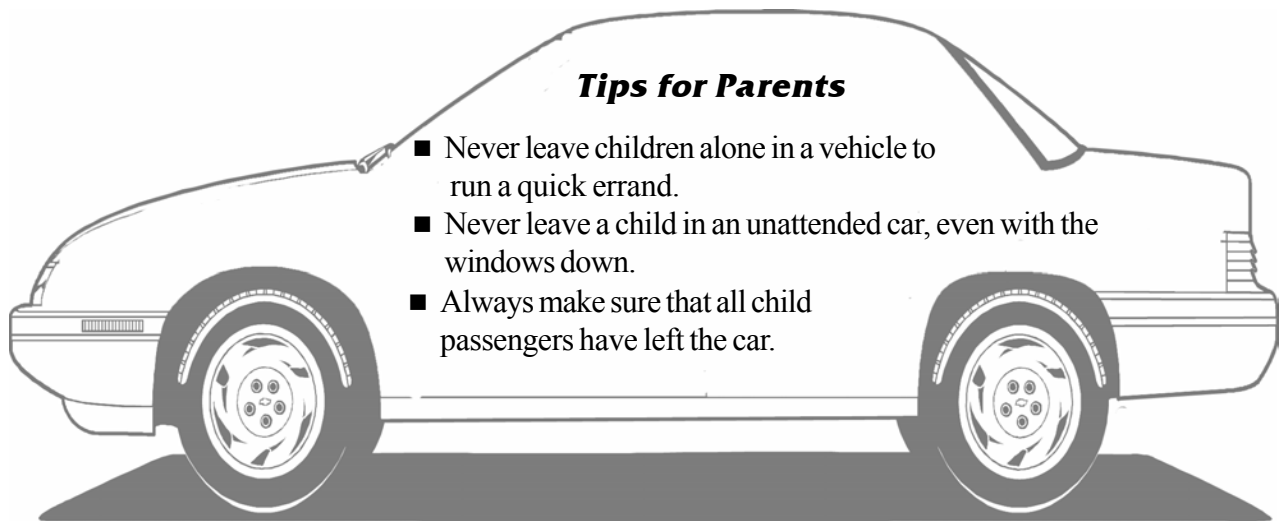 Tips for Parents
■ Never leave children alone in a vehicle to
run a quick errand.
■ Never leave a child in an unattended car, even with the
windows down.
■ Always make sure that all child
passengers have left the car.